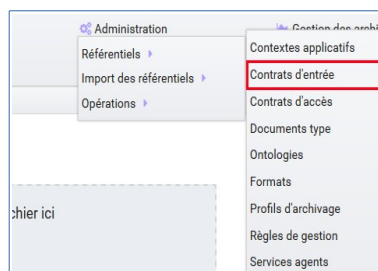 Administration
Gestion des archi
Référentiels
Import des référentiels
Opérations
Contextes applicatifs
Contrats d'entrée
Contrats d'accès
Documents type
Ontologies
Formats
Profils d'archivage
Règles de gestion
Services agents
chier ici